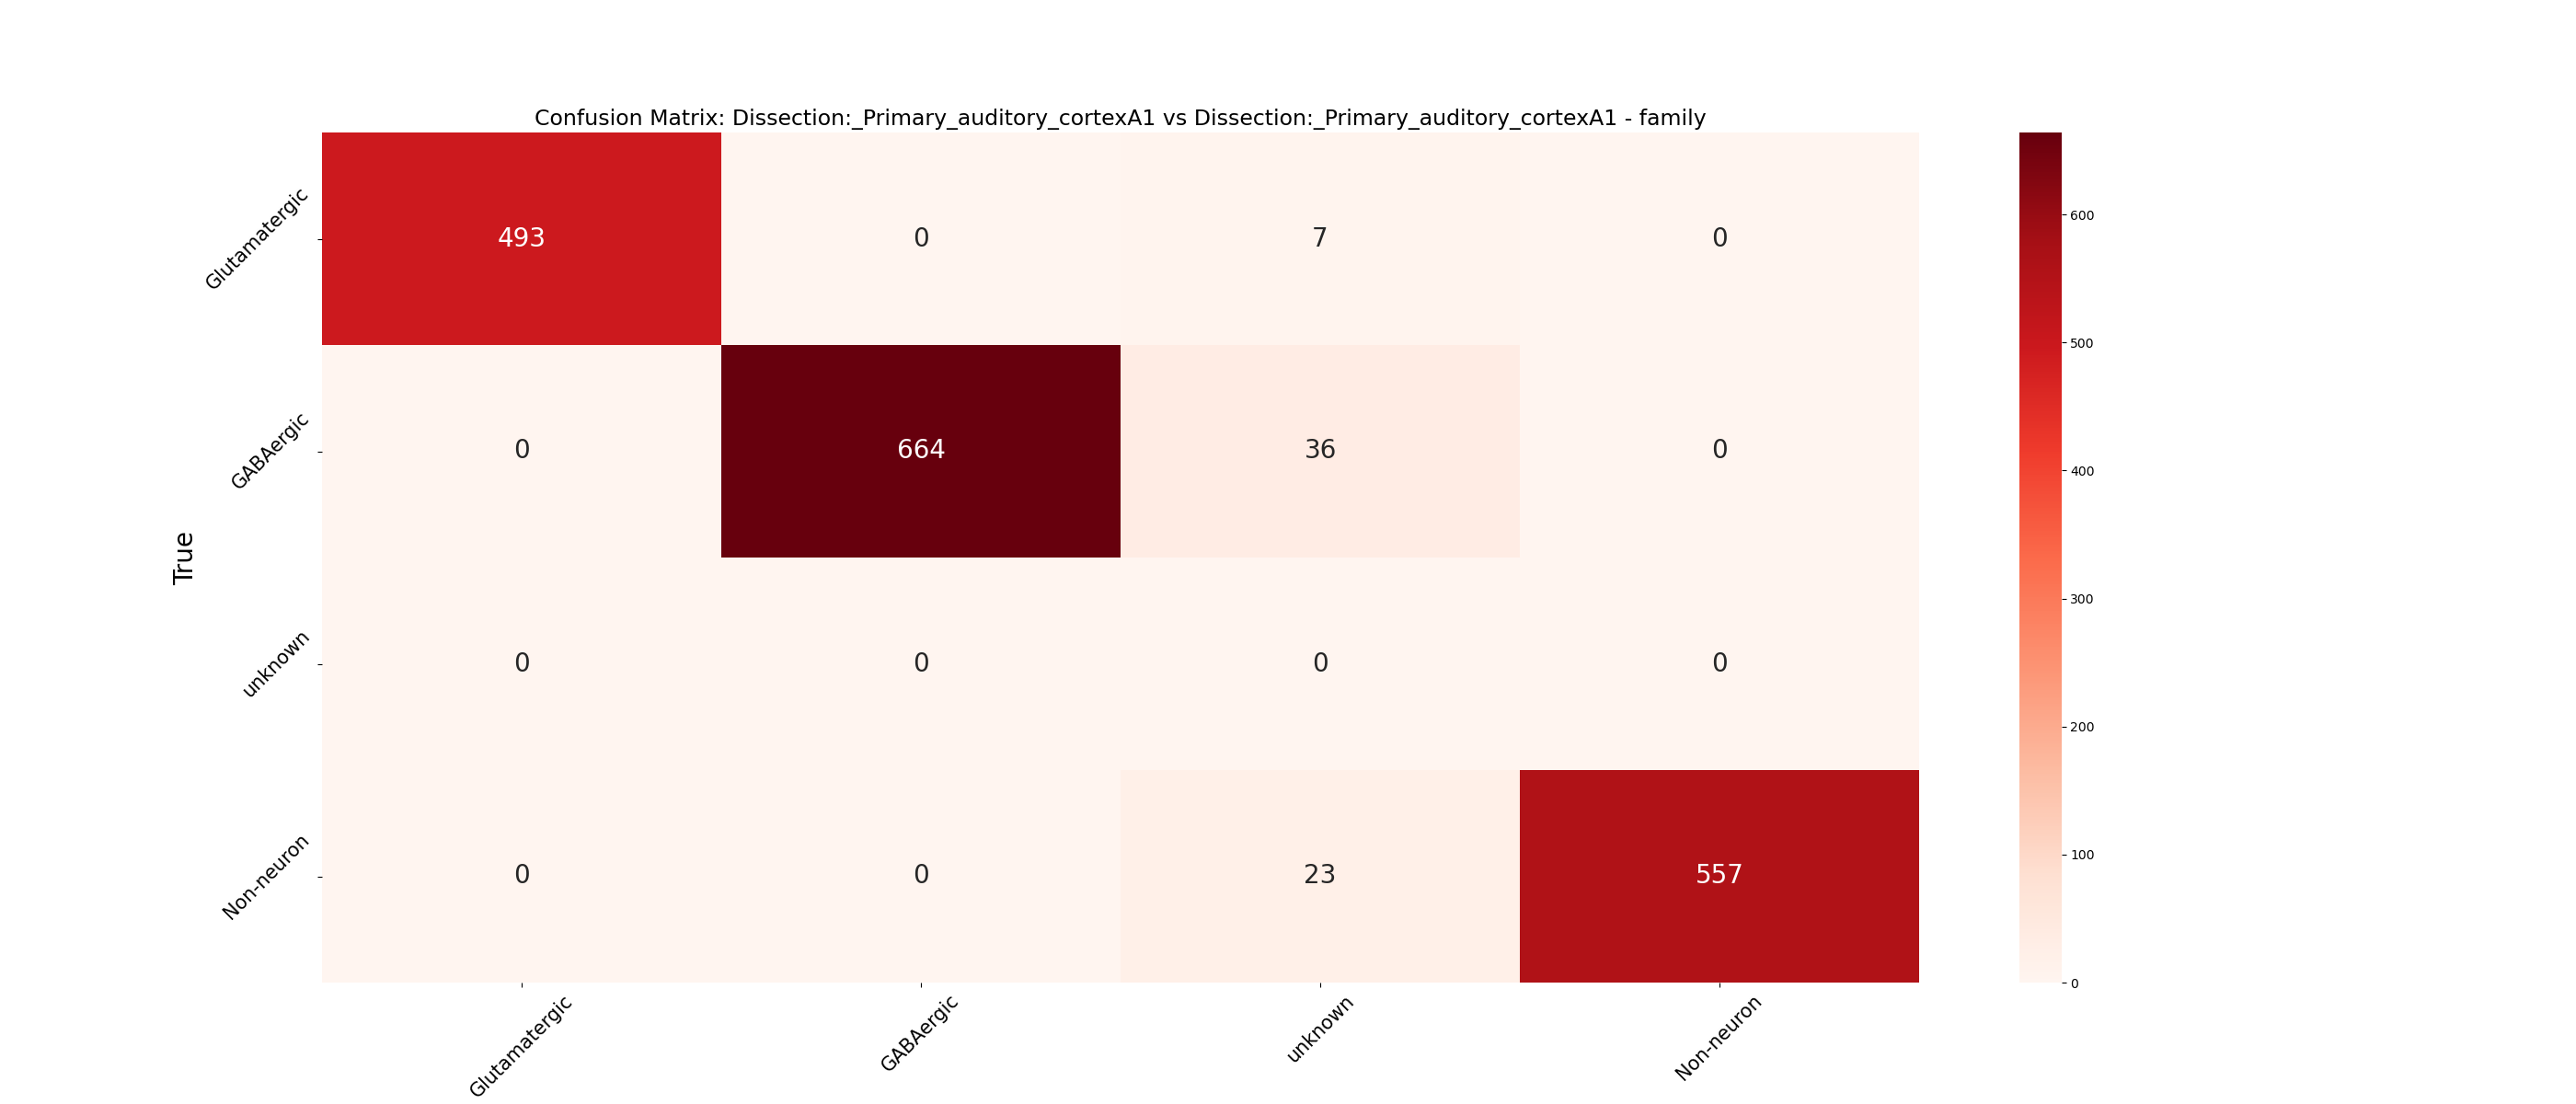 Confusion Matrix: Dissection:_Primary_auditory_cortexA1 vs Dissection:_Primary_auditory_cortexA1 - family
Glutamatergic 493 0 7 0
GABAergic 0 664 36 0
unknown 0 0 0 0
Non-neuron 0 0 23 557
True
Glutamatergic GABAergic unknown Non-neuron
600
500
400
300
200
100
0